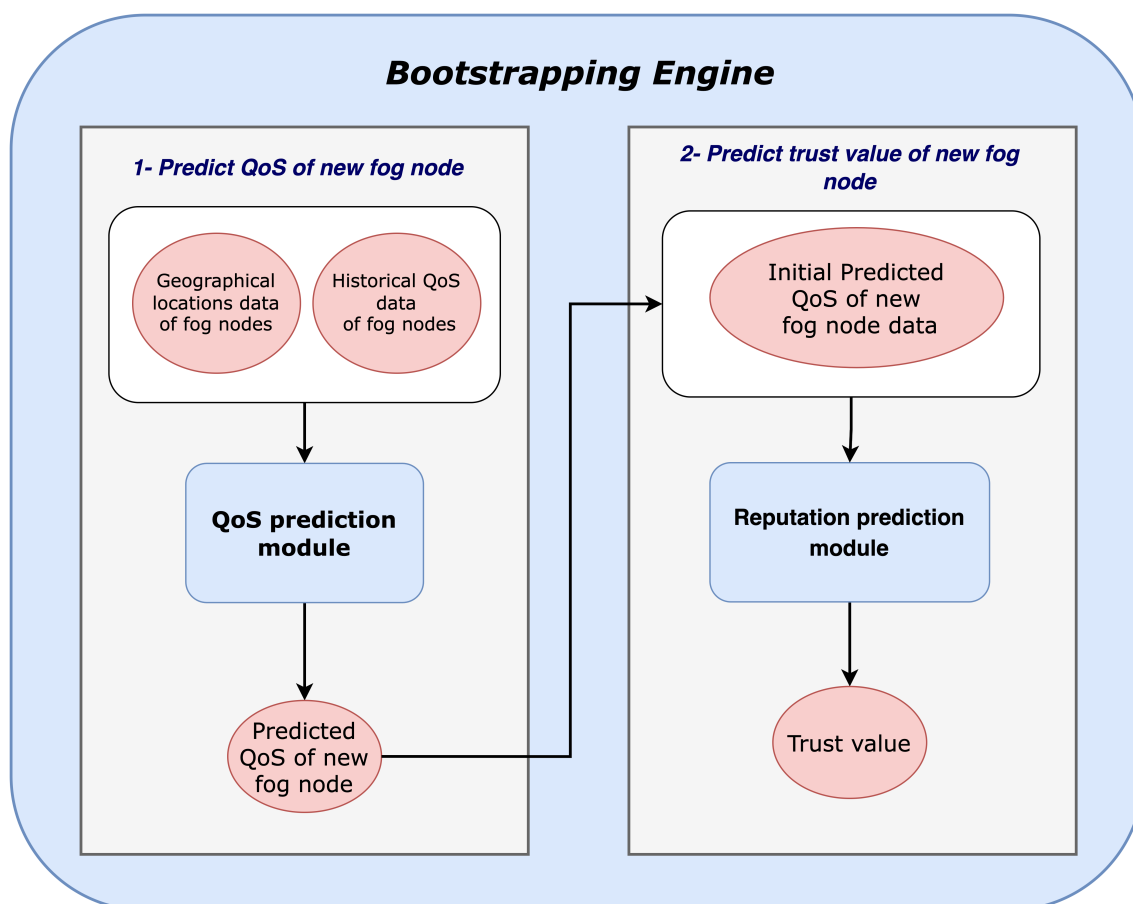 Bootstrapping Engine
1- Predict QoS of new fog node
Geographical
locations data
of fog nodes
Historical QoS
data
of fog nodes
QoS prediction
module
Predicted
QoS of new
fog node
2- Predict trust value of new fog
node
Initial Predicted
QoS of new
fog node data
Reputation prediction
module
Trust value